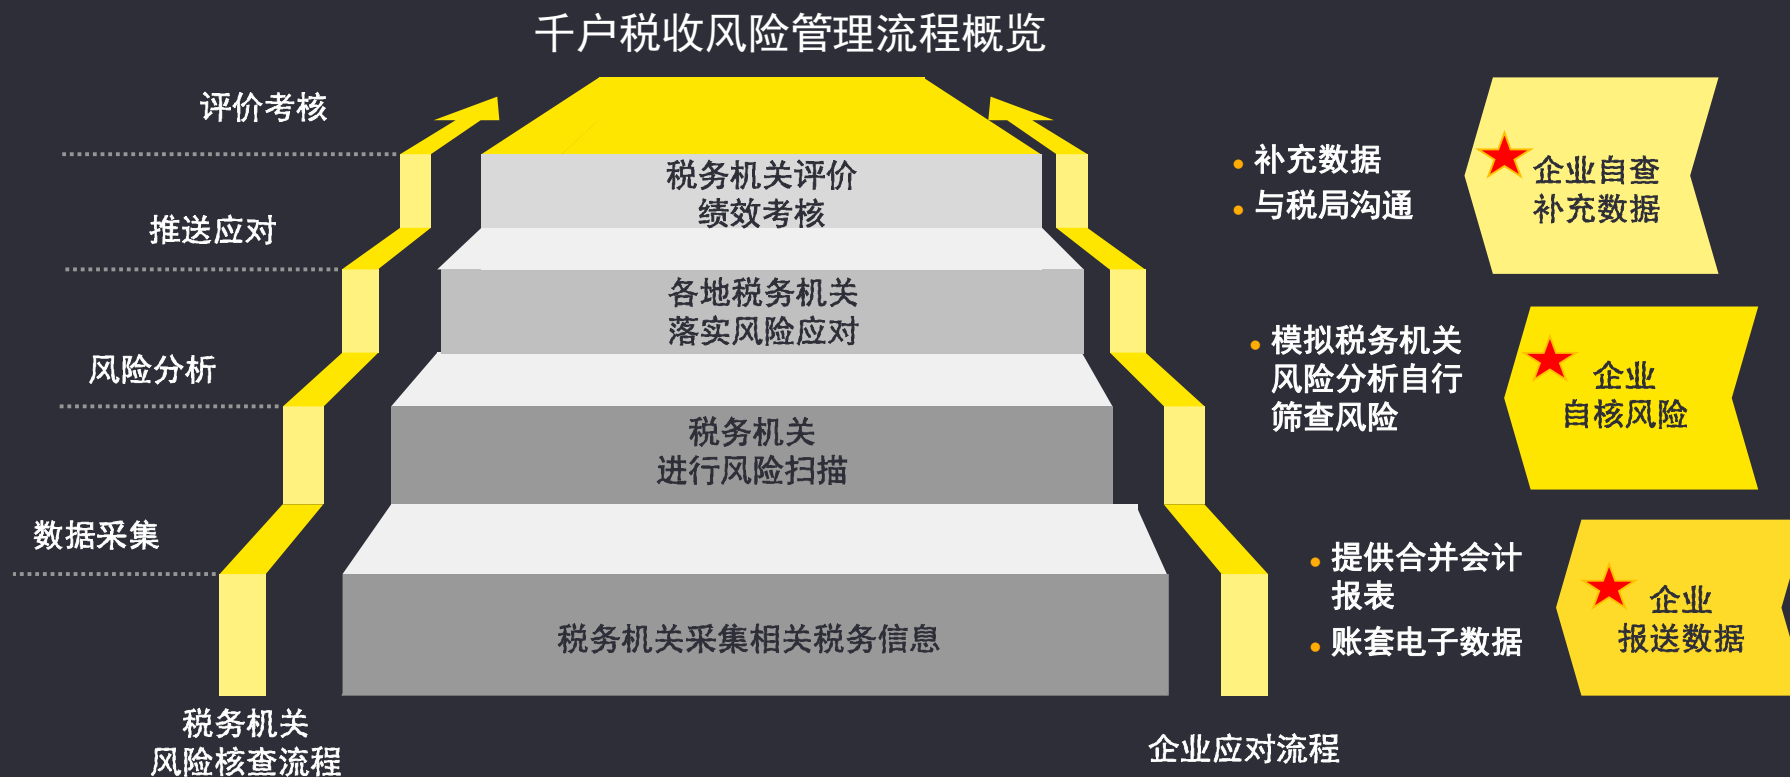 千户税收风险管理流程概览
评价考核
推送应对
风险分析
数据采集
税务机关
风险核查流程
税务机关评价
绩效考核
各地税务机关
落实风险应对
税务机关
进行风险扫描
税务机关采集相关税务信息
补充数据
与税局沟通
模拟税务机关
风险分析自行
筛查风险
提供合并会计
报表
账套电子数据
企业应对流程
企业自查
补充数据
企业
自核风险
企业
报送数据